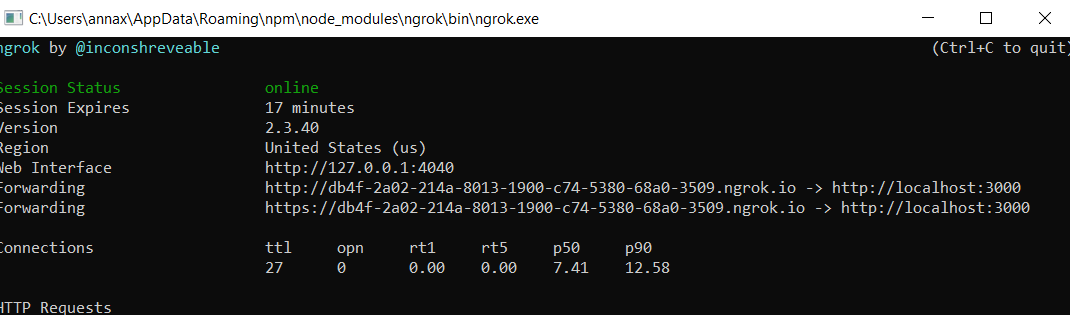 C:\Users\annax\AppData\Roaming\npm\node_modules\ngrok\bin\ngrok.exe
ngrok by @inconshreveable (Ctrl+C to quit)
Session Status online
Session Expires 17 minutes
Version 2.3.40
Region United States (us)
Web Interface http://127.0.0.1:4040
Forwarding http://db4f-2a02-214a-8013-1900-c74-5380-68a0-3509.ngrok.io -> http://localhost:3000
Forwarding https://db4f-2a02-214a-8013-1900-c74-5380-68a0-3509.ngrok.io -> http://localhost:3000
Connections ttl opn rt1 rt5 p50 p90
27 0 0.00 0.00 7.41 12.58
HTTP Requests